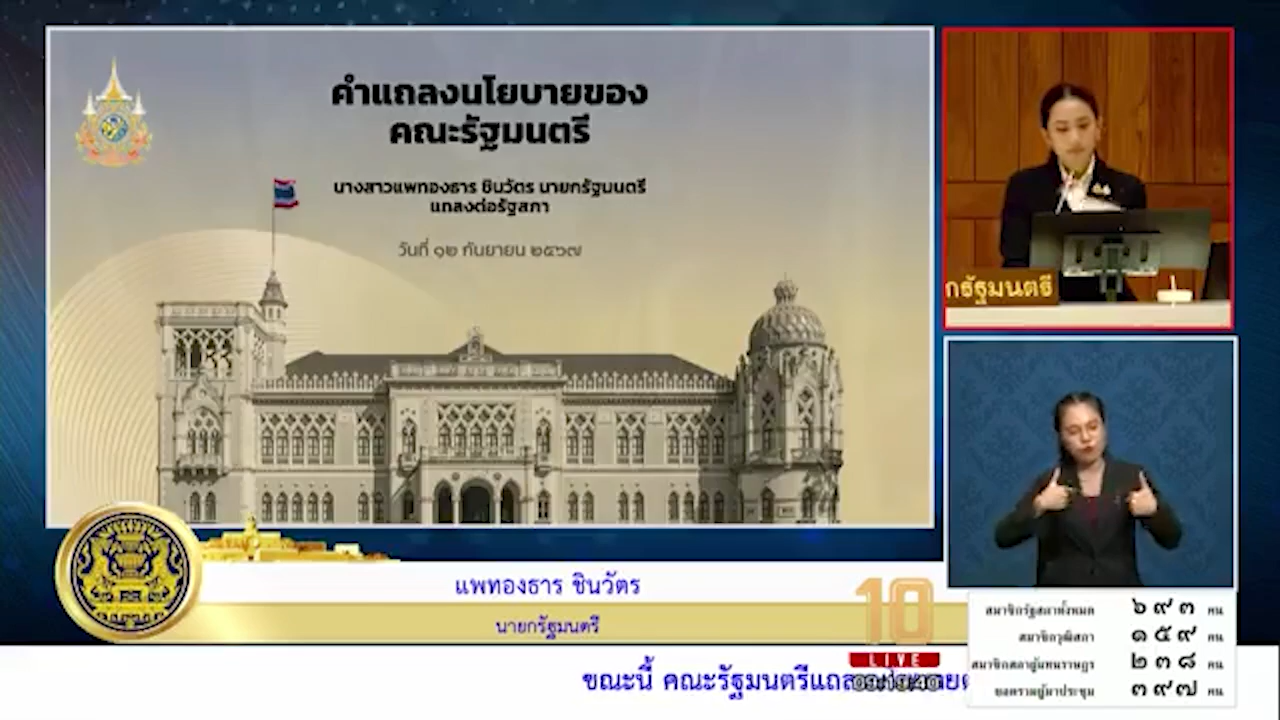 คำแถลงนโยบายของ
คณะรัฐมนตรี
นางสาวแพทองธาร ชินวัตร นายกรัฐมนตรี
แถลงต่อรัฐสภา
วันที่ ๑๒ กันยายน ๒๕๖๗
กรัฐมนตรี
แพทองธาร ชินวัตร
นายกรัฐมนตรี
10
LIVE
สมาชิกรัฐสภาทั้งหมด ๖๙๓ คน
สมาชิกวุฒิสภา ๑๕๙ คน
สมาชิกสภาผู้แทนราษฎร ๒๓๘ คน
ยอดรวมผู้มาประชุม ๓๙๗ คน
ขณะนี้ คณะรัฐมนตรีแถลง